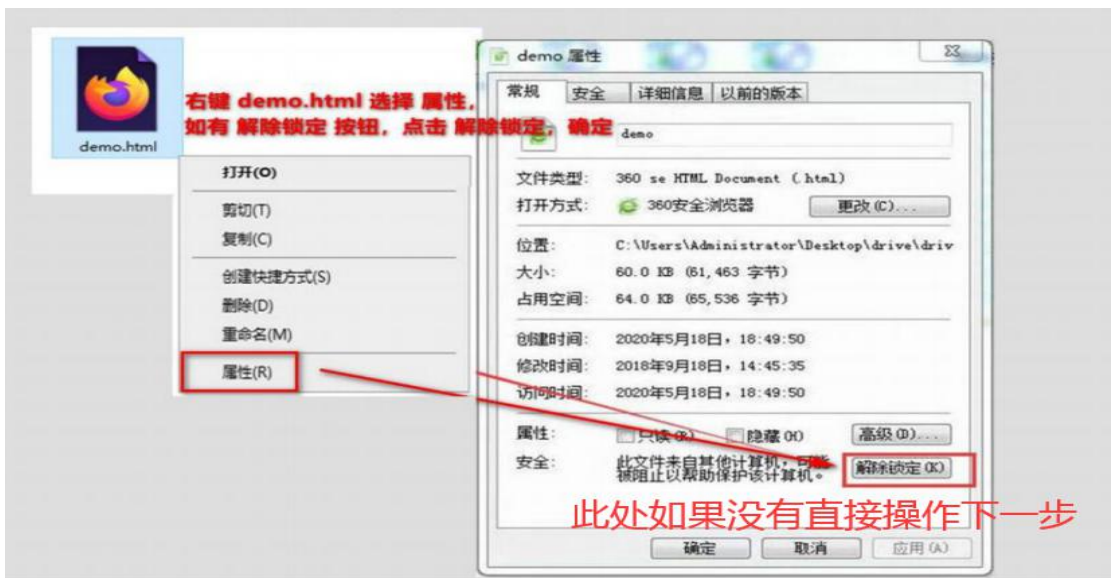 demo.html
右键 demo.html 选择 属性，
如有 解除锁定 按钮，点击 解除锁定，确定
打开(O)
剪切(T)
复制(C)
创建快捷方式(S)
删除(D)
重命名(M)
属性(R)
demo 属性
常规 安全 详细信息 以前的版本
demo
文件类型: 360 se HTML Document (.html)
打开方式: 360安全浏览器 更改(C)...
位置: C:\Users\Administrator\Desktop\drive\driv
大小: 60.0 KB (61,463 字节)
占用空间: 64.0 KB (65,536 字节)
创建时间: 2020年5月18日，18:49:50
修改时间: 2018年9月18日，14:45:35
访问时间: 2020年5月18日，18:49:50
属性: 只读(R) 隐藏(H) 高级(D)...
安全: 此文件来自其他计算机，可能
被阻止以帮助保护该计算机。 解除锁定(K)
此处如果没有直接操作下一步
确定 取消 应用(A)